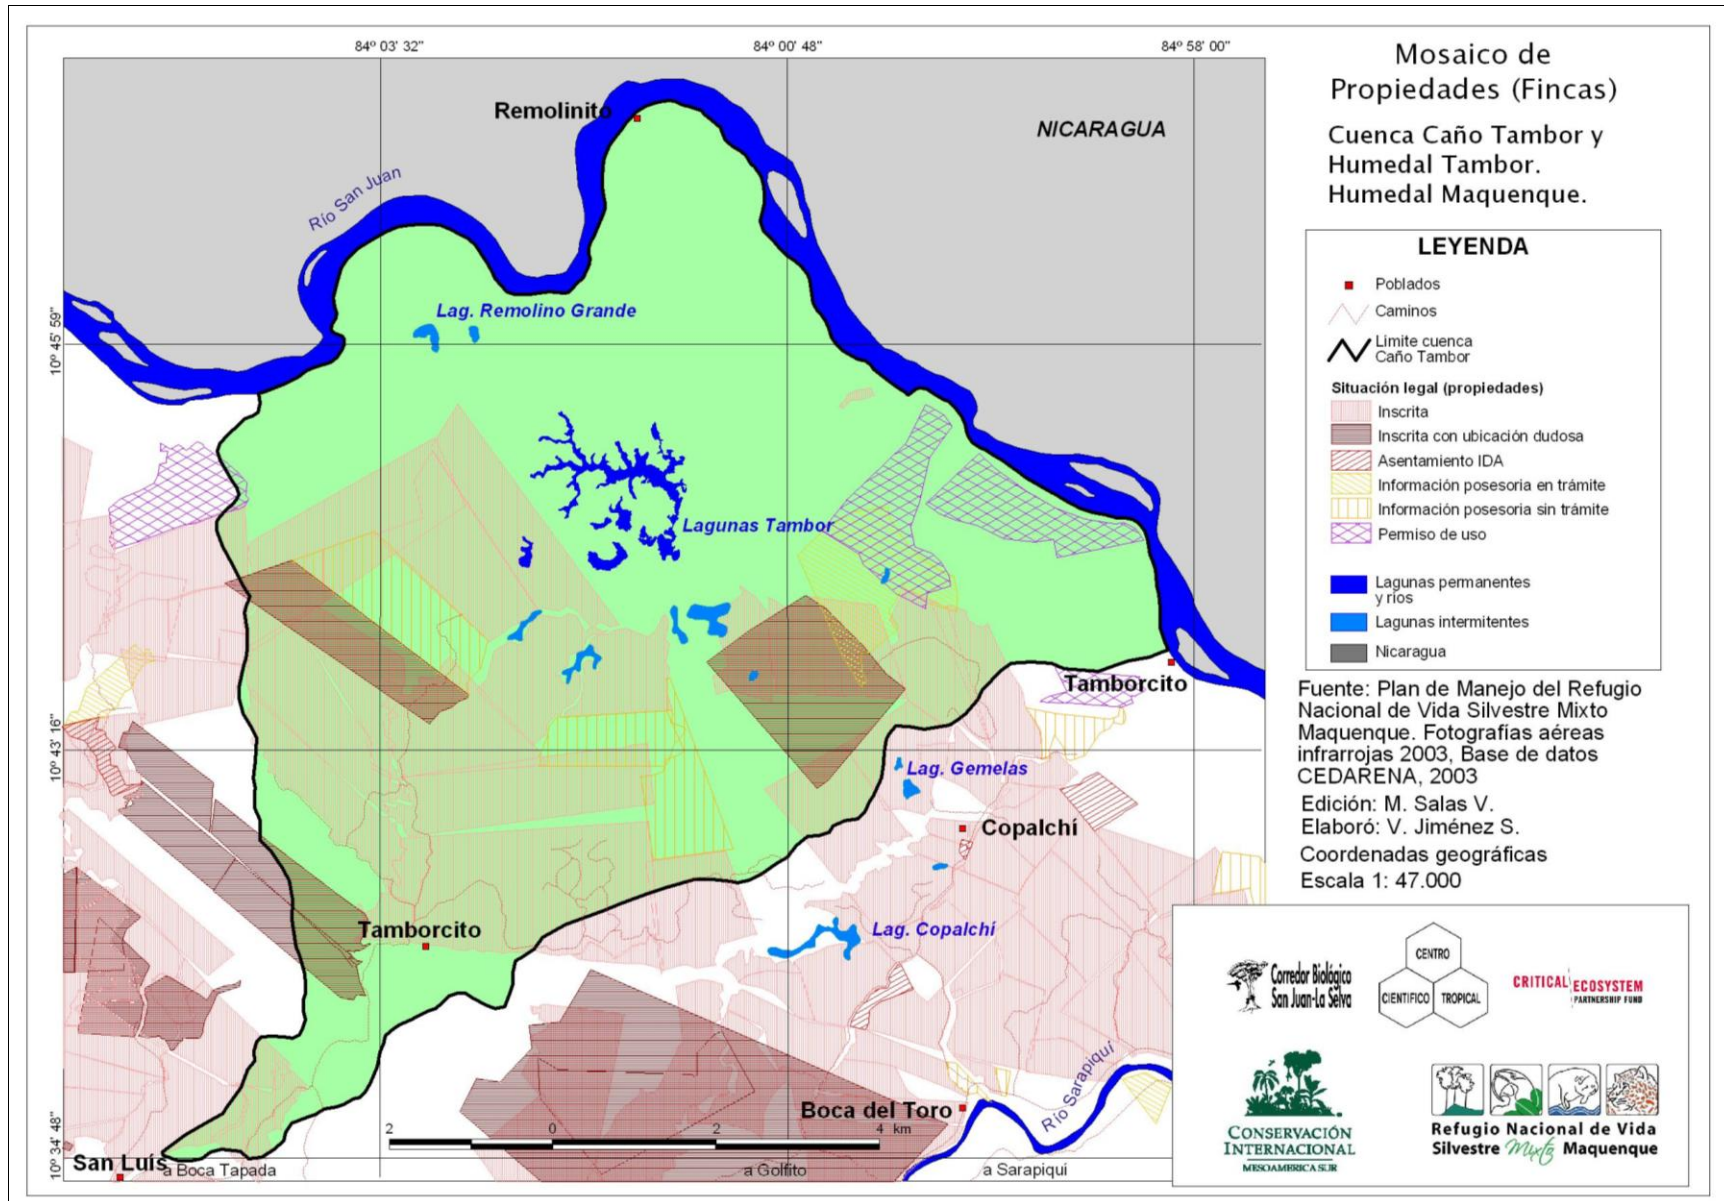 84º 03' 32"
84º 00' 48"
84º 58' 00"
Mosaico de
Propiedades (Fincas)
Cuenca Caño Tambor y
Humedal Tambor.
Humedal Maquenque.
Remolinito
NICARAGUA
Río San Juan
Lag. Remolino Grande
10º 45' 59"
Lagunas Tambor
Tamborcito
10º 43' 16"
Lag. Gemelas
Copalchí
Tamborcito
Lag. Copalchí
Río Sarapiquí
Boca del Toro
2
0
2
4 km
10º 34' 48"
San Luís
a Boca Tapada
a Golfito
a Sarapiqui
LEYENDA
Poblados
Caminos
Limite cuenca
Caño Tambor
Situación legal (propiedades)
Inscrita
Inscrita con ubicación dudosa
Asentamiento IDA
Información posesoria en trámite
Información posesoria sin trámite
Permiso de uso
Lagunas permanentes
y ríos
Lagunas intermitentes
Nicaragua
Fuente: Plan de Manejo del Refugio
Nacional de Vida Silvestre Mixto
Maquenque. Fotografías aéreas
infrarrojas 2003, Base de datos
CEDARENA, 2003
Edición: M. Salas V.
Elaboró: V. Jiménez S.
Coordenadas geográficas
Escala 1: 47.000
Corredor Biológico
San Juan-La Selva
CENTRO
CIENTIFICO
TROPICAL
CRITICAL ECOSYSTEM
PARTNERSHIP FUND
CONSERVACIÓN
INTERNACIONAL
MESOAMERICA SUR
Refugio Nacional de Vida
Silvestre Mixto Maquenque